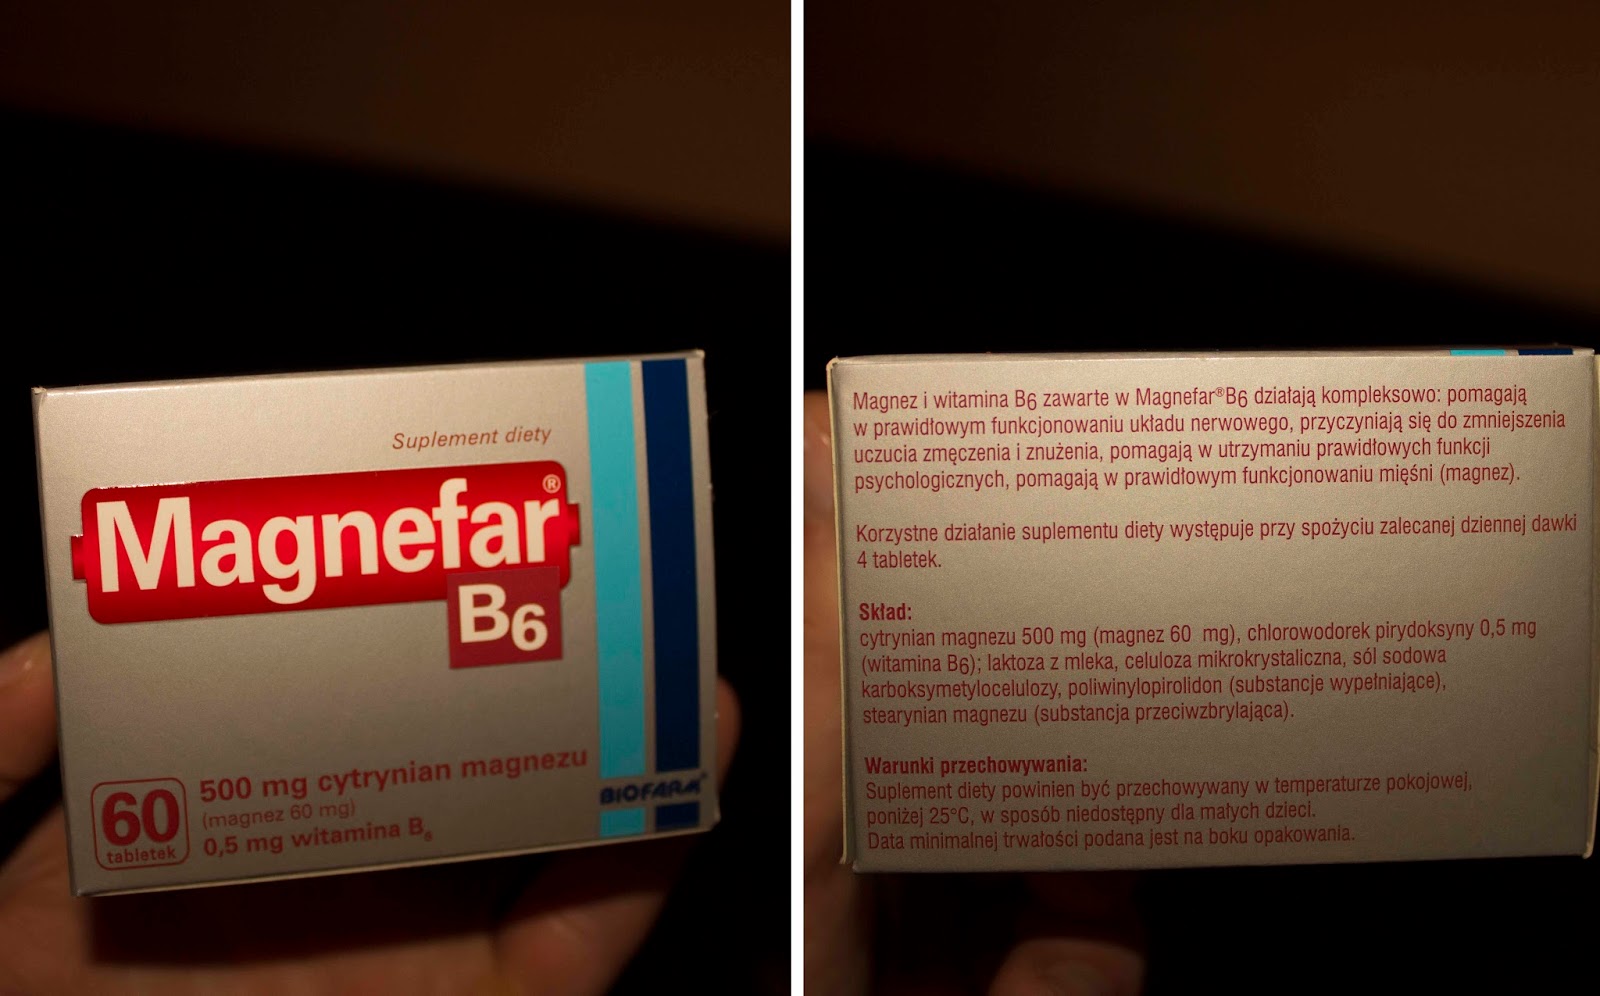 Suplement diety
Magnefar®
B6
60
tabletek
500 mg cytrynian magnezu
(magnez 60 mg)
0,5 mg witamina B6
BIOFARM®
Magnez i witamina B6 zawarte w Magnefar®B6 działają kompleksowo: pomagają
w prawidłowym funkcjonowaniu układu nerwowego, przyczyniają się do zmniejszenia
uczucia zmęczenia i znużenia, pomagają w utrzymaniu prawidłowych funkcji
psychologicznych, pomagają w prawidłowym funkcjonowaniu mięśni (magnez).
Korzystne działanie suplementu diety występuje przy spożyciu zalecanej dziennej dawki
4 tabletek.
Skład:
cytrynian magnezu 500 mg (magnez 60 mg), chlorowodorek pirydoksyny 0,5 mg
(witamina B6); laktoza z mleka, celuloza mikrokrystaliczna, sól sodowa
karboksymetylocelulozy, poliwinylopirolidon (substancje wypełniające),
stearynian magnezu (substancja przeciwzbrylająca).
Warunki przechowywania:
Suplement diety powinien być przechowywany w temperaturze pokojowej,
poniżej 25°C, w sposób niedostępny dla małych dzieci.
Data minimalnej trwałości podana jest na boku opakowania.